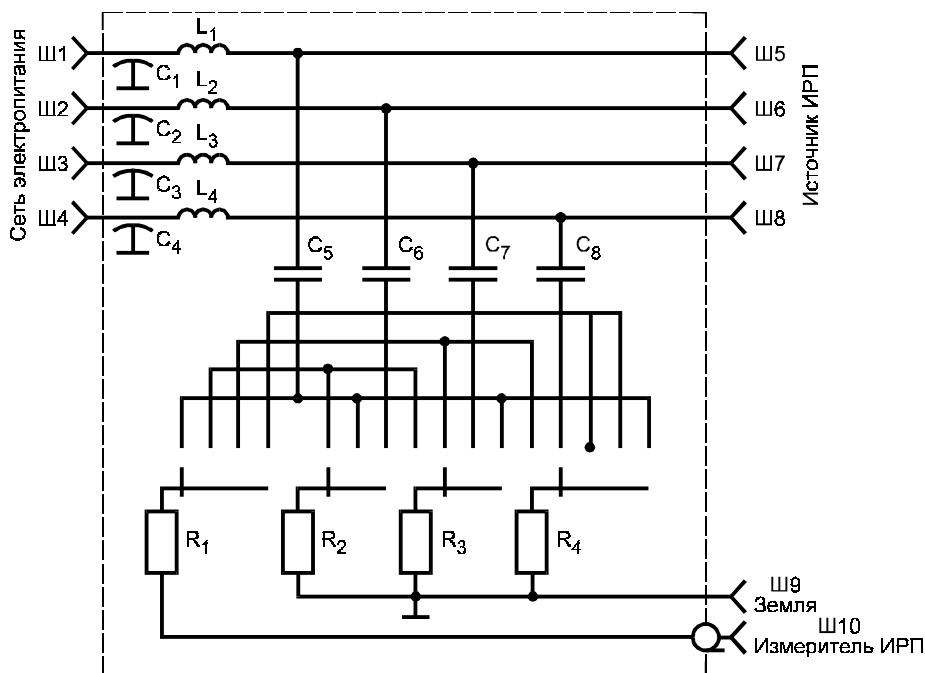 Сеть электропитания
Источник ИРП
L1
Ш1
Ш5
C1
L2
Ш2
Ш6
C2
L3
Ш3
Ш7
C3
L4
Ш4
Ш8
C4
C5
C6
C7
C8
R1
R2
R3
R4
Ш9
Земля
Ш10
Измеритель ИРП